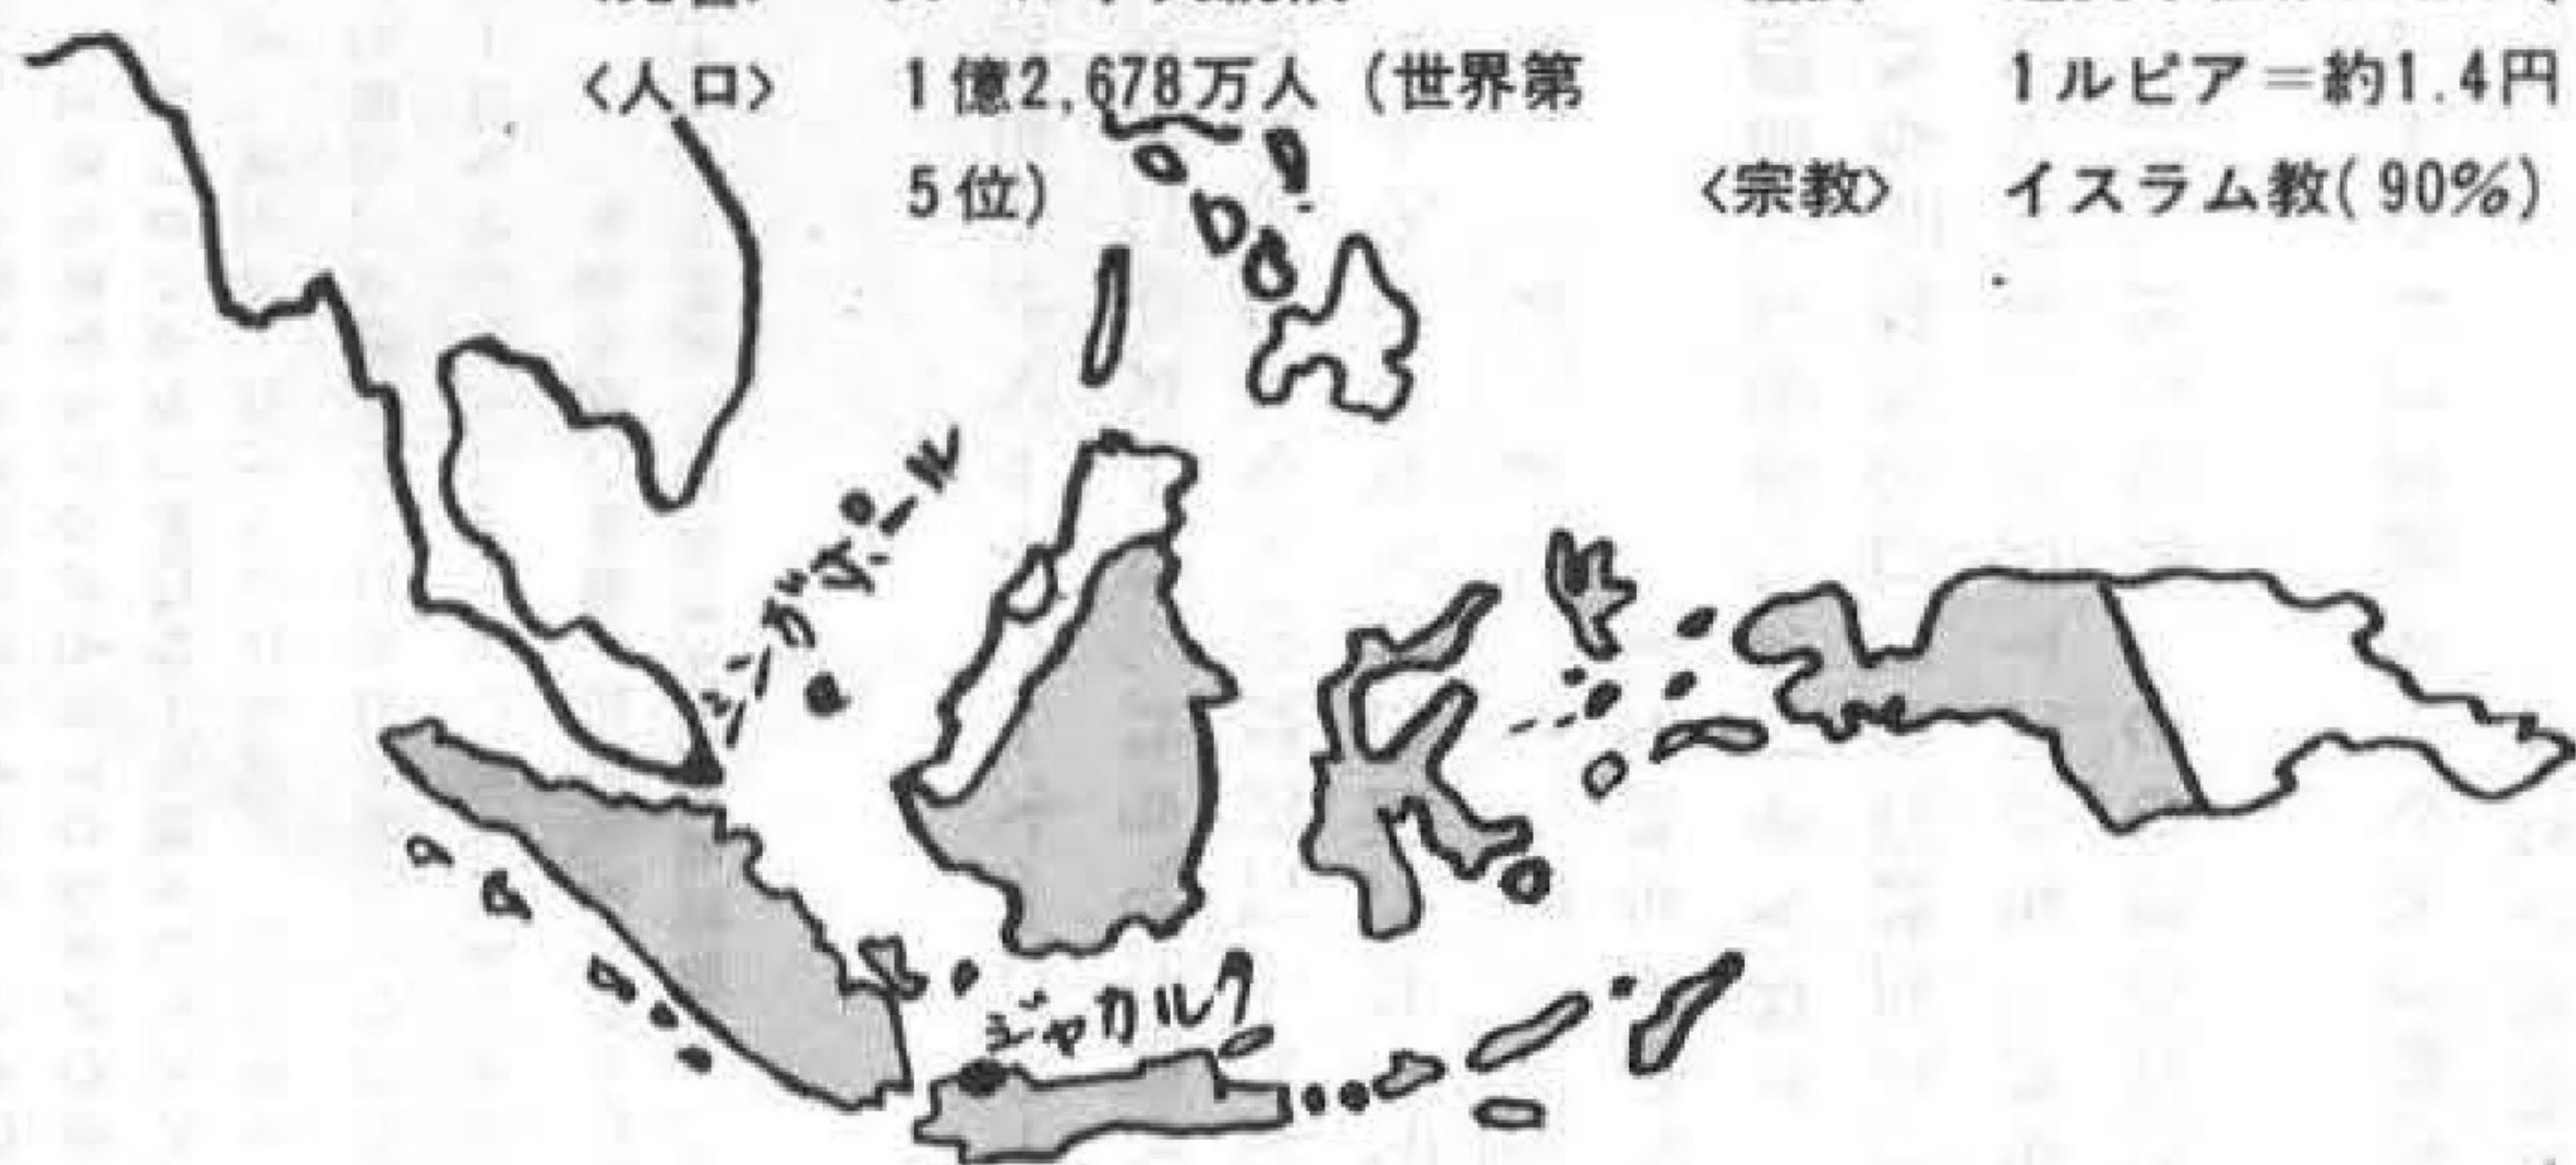 〈人口〉　1億2,678万人（世界第
5位）
1ルピア＝約1.4円
〈宗教〉　イスラム教(90%)
シンガポール
ジャカルタ